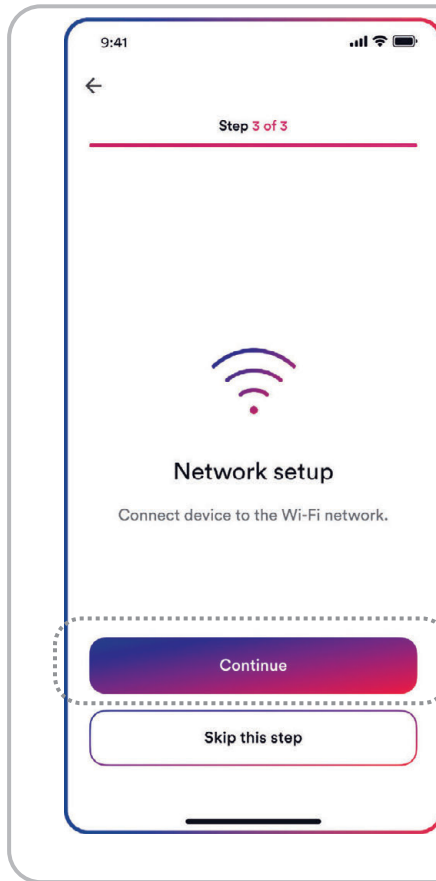 9:41
Step 3 of 3
Network setup
Connect device to the Wi-Fi network.
Continue
Skip this step